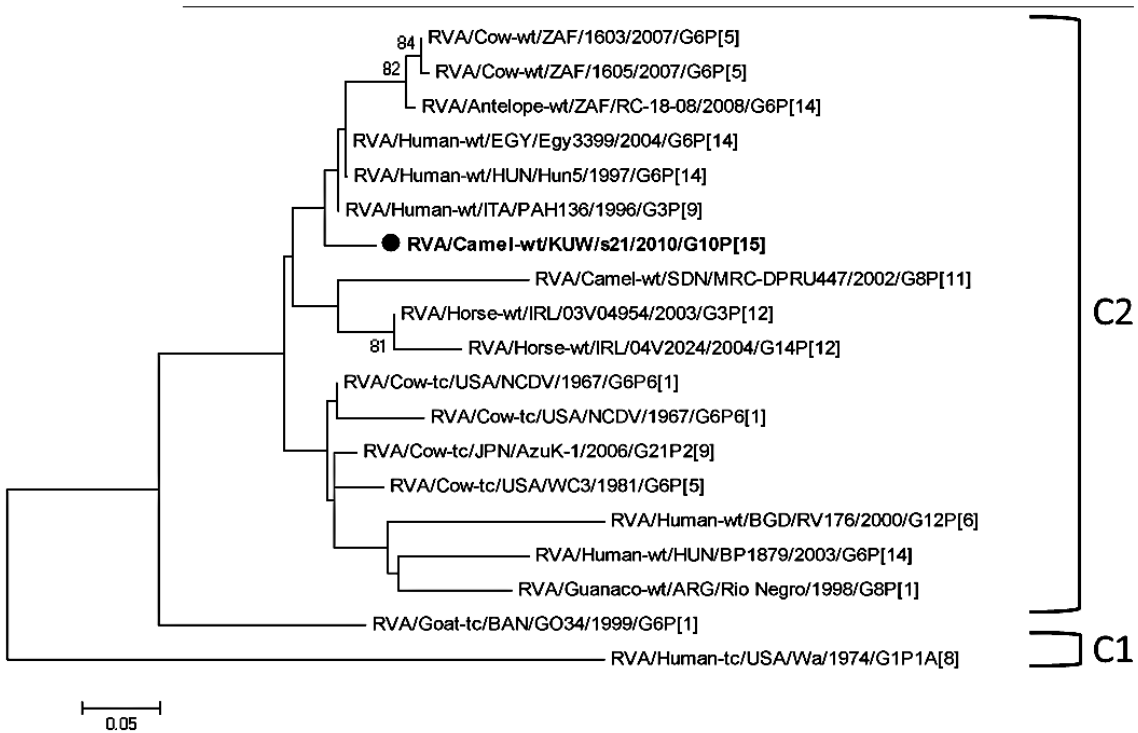 84
RVA/Cow-wt/ZAF/1603/2007/G6P[5]
82
RVA/Cow-wt/ZAF/1605/2007/G6P[5]
RVA/Antelope-wt/ZAF/RC-18-08/2008/G6P[14]
RVA/Human-wt/EGY/Egy3399/2004/G6P[14]
RVA/Human-wt/HUN/Hun5/1997/G6P[14]
RVA/Human-wt/ITA/PAH136/1996/G3P[9]
RVA/Camel-wt/KUW/s21/2010/G10P[15]
RVA/Camel-wt/SDN/MRC-DPRU447/2002/G8P[11]
RVA/Horse-wt/IRL/03V04954/2003/G3P[12]
81
RVA/Horse-wt/IRL/04V2024/2004/G14P[12]
RVA/Cow-tc/USA/NCDV/1967/G6P6[1]
RVA/Cow-tc/USA/NCDV/1967/G6P6[1]
RVA/Cow-tc/JPN/AzuK-1/2006/G21P2[9]
RVA/Cow-tc/USA/WC3/1981/G6P[5]
RVA/Human-wt/BGD/RV176/2000/G12P[6]
RVA/Human-wt/HUN/BP1879/2003/G6P[14]
RVA/Guanaco-wt/ARG/Rio Negro/1998/G8P[1]
RVA/Goat-tc/BAN/GO34/1999/G6P[1]
RVA/Human-tc/USA/Wa/1974/G1P1A[8]
C2
C1
0.05